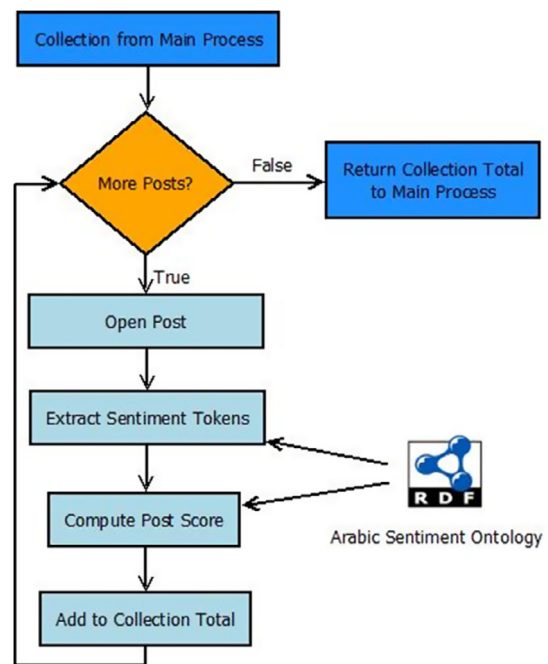 Collection from Main Process
More Posts?
False
Return Collection Total
to Main Process
True
Open Post
Extract Sentiment Tokens
RDF
Compute Post Score
Arabic Sentiment Ontology
Add to Collection Total